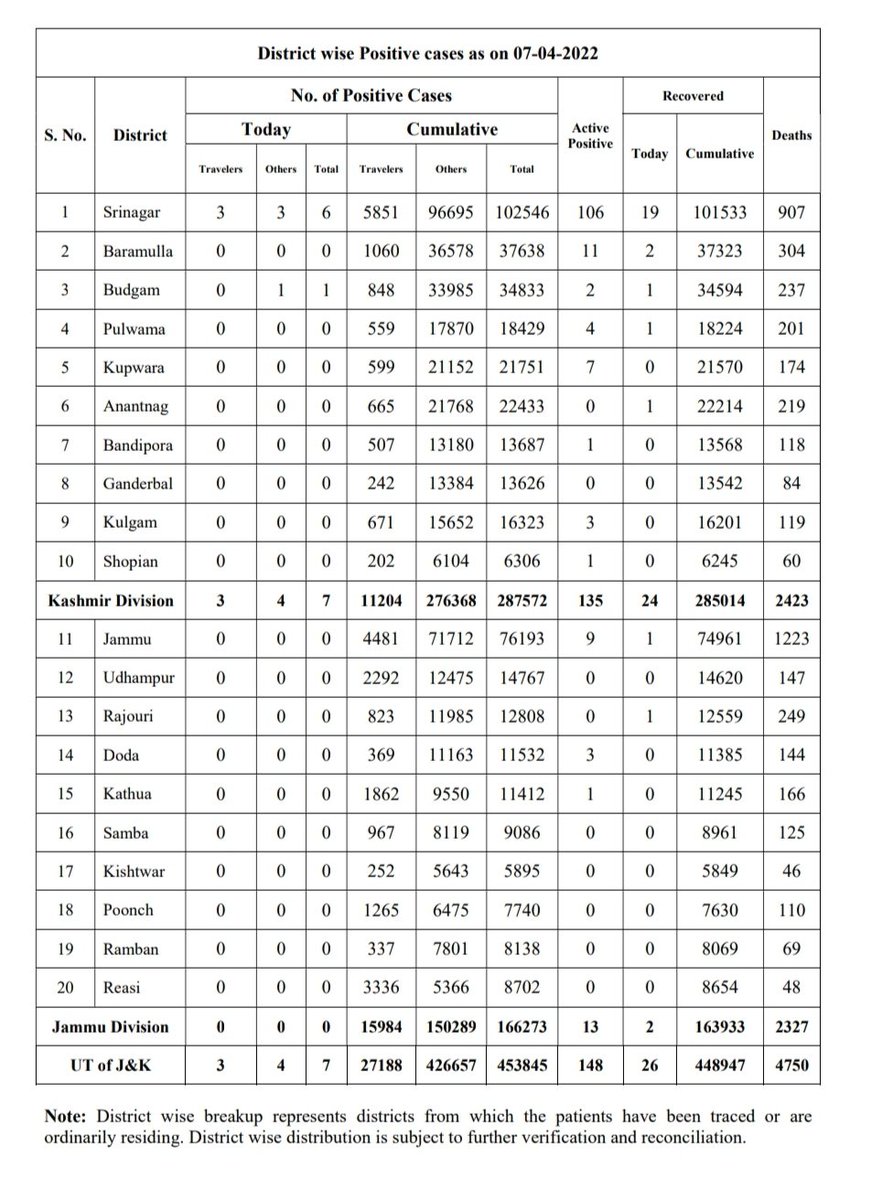 District wise Positive cases as on 07-04-2022
S. No. District No. of Positive Cases Active Positive Recovered Deaths
Today Cumulative Today Cumulative
Travelers Others Total Travelers Others Total
1 Srinagar 3 3 6 5851 96695 102546 106 19 101533 907
2 Baramulla 0 0 0 1060 36578 37638 11 2 37323 304
3 Budgam 0 1 1 848 33985 34833 2 1 34594 237
4 Pulwama 0 0 0 559 17870 18429 4 1 18224 201
5 Kupwara 0 0 0 599 21152 21751 7 0 21570 174
6 Anantnag 0 0 0 665 21768 22433 0 1 22214 219
7 Bandipora 0 0 0 507 13180 13687 1 0 13568 118
8 Ganderbal 0 0 0 242 13384 13626 0 0 13542 84
9 Kulgam 0 0 0 671 15652 16323 3 0 16201 119
10 Shopian 0 0 0 202 6104 6306 1 0 6245 60
Kashmir Division 3 4 7 11204 276368 287572 135 24 285014 2423
11 Jammu 0 0 0 4481 71712 76193 9 1 74961 1223
12 Udhampur 0 0 0 2292 12475 14767 0 0 14620 147
13 Rajouri 0 0 0 823 11985 12808 0 1 12559 249
14 Doda 0 0 0 369 11163 11532 3 0 11385 144
15 Kathua 0 0 0 1862 9550 11412 1 0 11245 166
16 Samba 0 0 0 967 8119 9086 0 0 8961 125
17 Kishtwar 0 0 0 252 5643 5895 0 0 5849 46
18 Poonch 0 0 0 1265 6475 7740 0 0 7630 110
19 Ramban 0 0 0 337 7801 8138 0 0 8069 69
20 Reasi 0 0 0 3336 5366 8702 0 0 8654 48
Jammu Division 0 0 0 15984 150289 166273 13 2 163933 2327
UT of J&K 3 4 7 27188 426657 453845 148 26 448947 4750
Note: District wise breakup represents districts from which the patients have been traced or are
ordinarily residing. District wise distribution is subject to further verification and reconciliation.